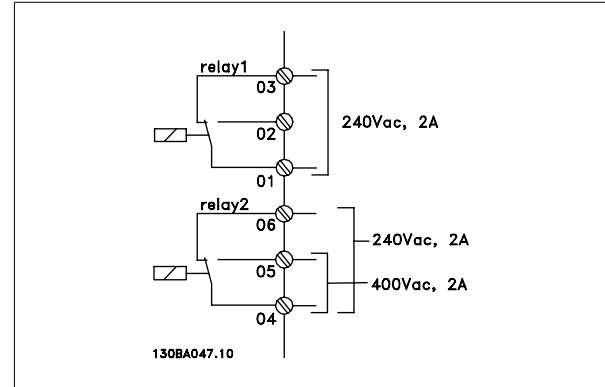 relay1
03
240Vac, 2A
02
01
relay2
06
240Vac, 2A
05
400Vac, 2A
04
130BA047.10